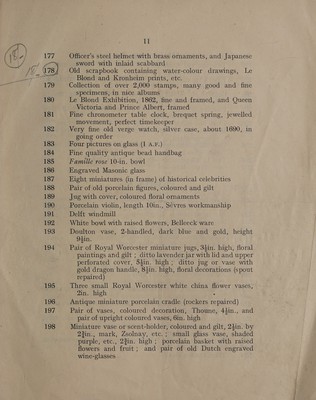 11
177 Officer's steel helmet with brass ornaments, and Japanese
sword with inlaid scabbard
178 Old scrapbook containing water-colour drawings, Le
Blond and Kronheim prints, etc.
179 Collection of over 2,000 stamps, many good and fine
specimens, in nice albums
180 Le Blond Exhibition, 1862, fine and framed, and Queen
Victoria and Prince Albert, framed
181 Fine chronometer table clock, brequet spring, jewelled
movement, perfect timekeeper
182 Very fine old verge watch, silver case, about 1690, in
going order
183 Four pictures on glass (1 A.F.)
184 Fine quality antique bead handbag
185 Famille rose 10-in. bowl
186 Engraved Masonic glass
187 Eight miniatures (in frame) of historical celebrities
188 Pair of old porcelain figures, coloured and gilt
189 Jug with cover, coloured floral ornaments
190 Porcelain violin, length 10in., Sèvres workmanship
191 Delft windmill
192 White bowl with raised flowers, Belleeck ware
193 Doulton vase, 2-handled, dark blue and gold, height
9½in.
194 Pair of Royal Worcester miniature jugs, 3½in. high, floral
paintings and gilt ; ditto lavender jar with lid and upper
perforated cover, 5½in. high ; ditto jug or vase with
gold dragon handle, 8½in. high, floral decorations (spout
repaired)
195 Three small Royal Worcester white china flower vases,
2in. high
196 Antique miniature porcelain cradle (rockers repaired)
197 Pair of vases, coloured decoration, Thoune, 4½in., and
pair of upright coloured vases, 6in. high
198 Miniature vase or scent-holder, coloured and gilt, 2½in. by
2⅜in., mark, Zsolnay, etc. ; small glass vase, shaded
purple, etc., 2⅜in. high ; porcelain basket with raised
flowers and fruit ; and pair of old Dutch engraved
wine-glasses